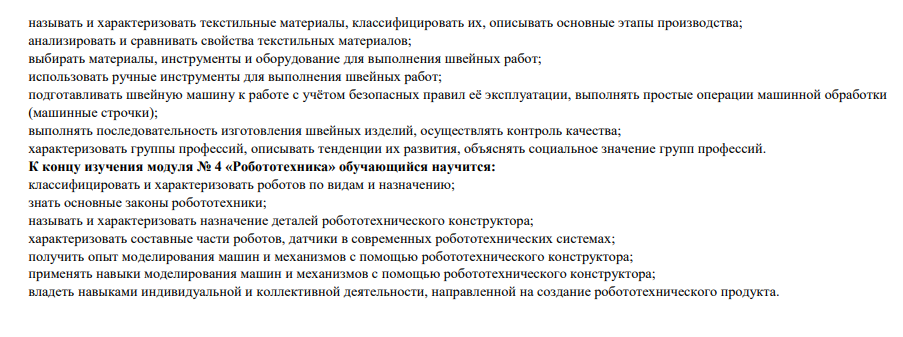 называть и характеризовать текстильные материалы, классифицировать их, описывать основные этапы производства;
анализировать и сравнивать свойства текстильных материалов;
выбирать материалы, инструменты и оборудование для выполнения швейных работ;
использовать ручные инструменты для выполнения швейных работ;
подготавливать швейную машину к работе с учётом безопасных правил её эксплуатации, выполнять простые операции машинной обработки
(машинные строчки);
выполнять последовательность изготовления швейных изделий, осуществлять контроль качества;
характеризовать группы профессий, описывать тенденции их развития, объяснять социальное значение групп профессий.
К концу изучения модуля № 4 «Робототехника» обучающийся научится:
классифицировать и характеризовать роботов по видам и назначению;
знать основные законы робототехники;
называть и характеризовать назначение деталей робототехнического конструктора;
характеризовать составные части роботов, датчики в современных робототехнических системах;
получить опыт моделирования машин и механизмов с помощью робототехнического конструктора;
применять навыки моделирования машин и механизмов с помощью робототехнического конструктора;
владеть навыками индивидуальной и коллективной деятельности, направленной на создание робототехнического продукта.